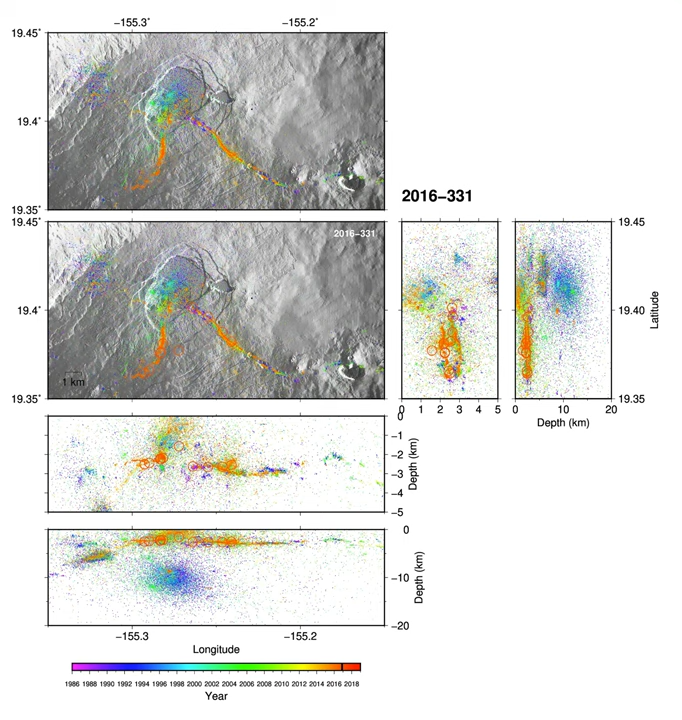 −155.3˚ −155.2˚
19.45˚
19.4˚
19.35˚
2016−331
19.45˚
2016−331
19.4˚
1 km
19.35˚
19.45
19.40
19.35
Latitude
0 1 2 3 4 5
0 10 20
Depth (km)
0
−1
−2
−3
−4
−5
Depth (km)
0
−10
−20
Depth (km)
−155.3 −155.2
Longitude
1986 1988 1990 1992 1994 1996 1998 2000 2002 2004 2006 2008 2010 2012 2014 2016 2018
Year